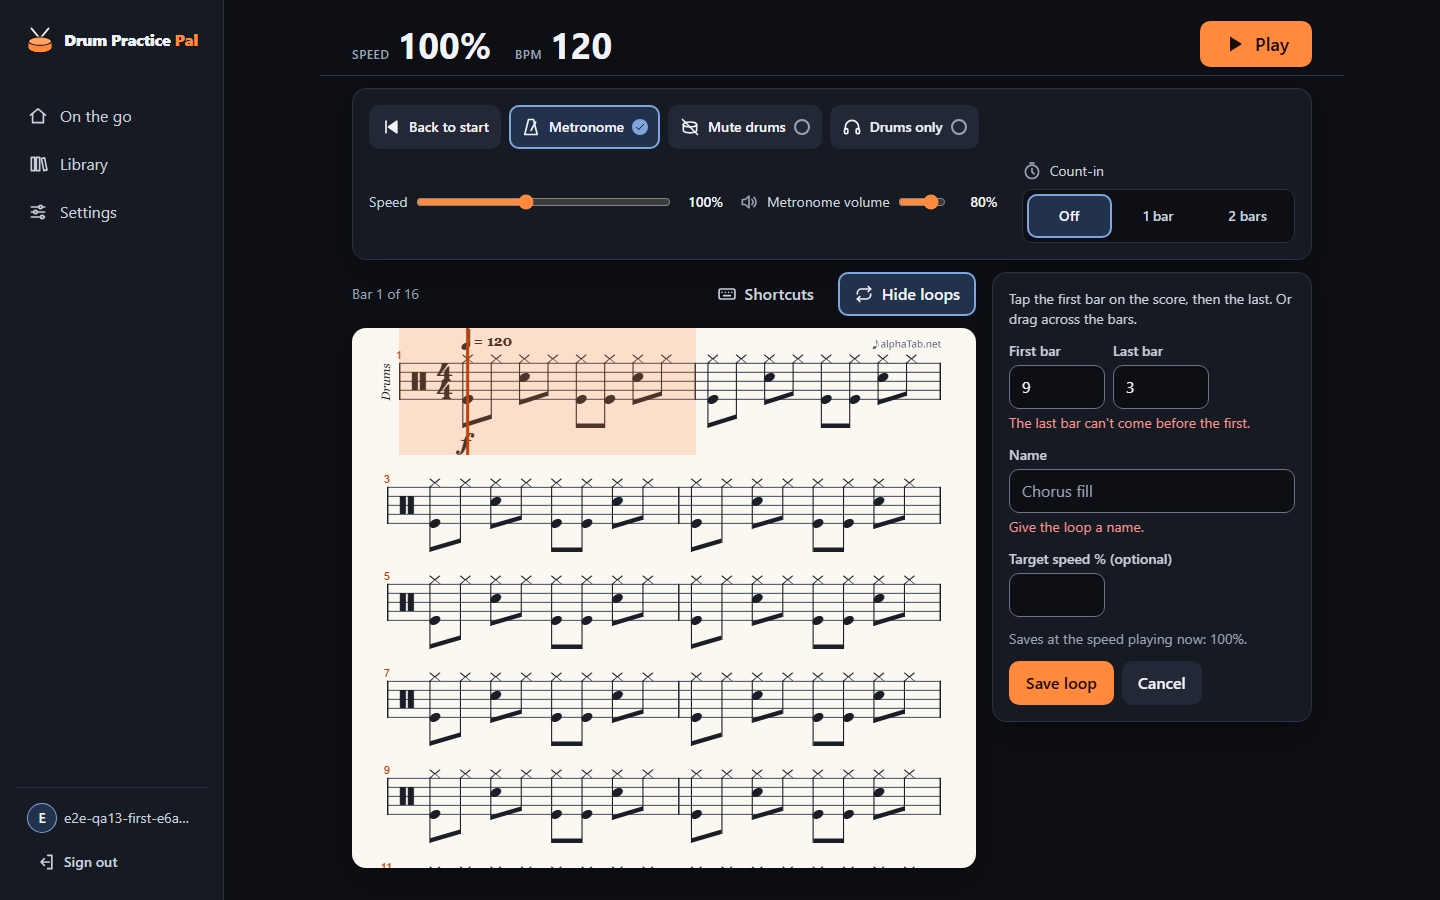 Drum Practice Pal
On the go
Library
Settings
E
e2e-qa13-first-e6a...
Sign out
SPEED 100% BPM 120
Play
Back to start
Metronome
Mute drums
Drums only
Speed
100%
Metronome volume
80%
Count-in
Off
1 bar
2 bars
Bar 1 of 16
Shortcuts
Hide loops
= 120
alphaTab.net
1
Drums
4
4
f
3
5
7
9
11
Tap the first bar on the score, then the last. Or
drag across the bars.
First bar
Last bar
9
3
The last bar can't come before the first.
Name
Chorus fill
Give the loop a name.
Target speed % (optional)
Saves at the speed playing now: 100%.
Save loop
Cancel